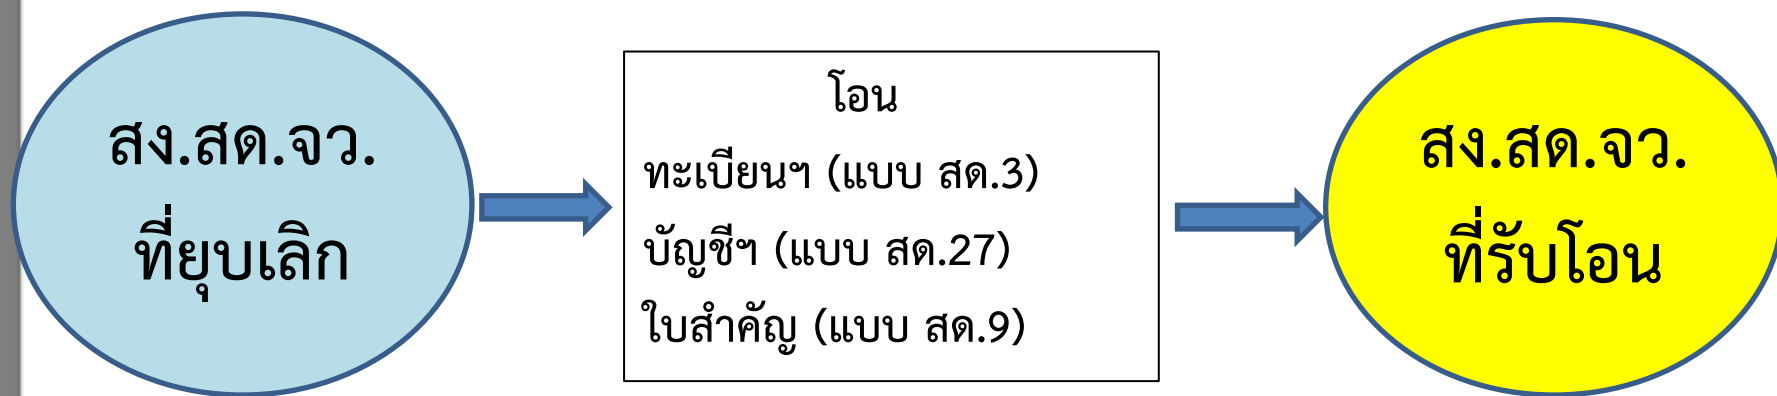 สง.สด.จว.
ที่ยุบเลิก
โอน
ทะเบียนฯ (แบบ สด.3)
บัญชีฯ (แบบ สด.27)
ใบสำคัญ (แบบ สด.9)
สง.สด.จว.
ที่รับโอน